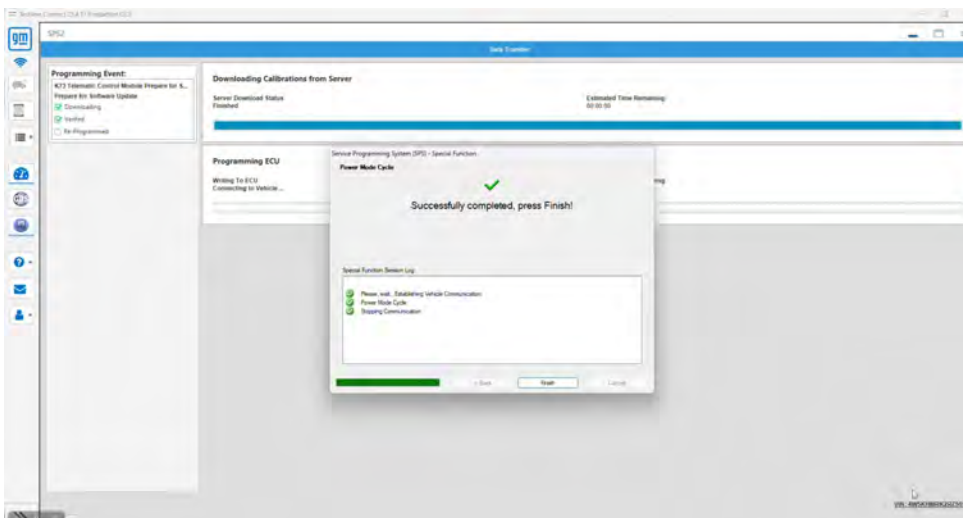 gm
SPS2
Data Transfer
Programming Event:
K73 Telematic Control Module Prepare for S...
Prepare for Software Update
Downloading
Verified
Re-Programmed
Downloading Calibrations from Server
Server Download Status
Finished
Estimated Time Remaining:
00:00:00
Programming ECU
Writing To ECU
Connecting to Vehicle...
Service Programming System (SPS) - Special Function
Power Mode Cycle
Successfully completed, press Finish!
Special Function Session Log:
Please, wait... Establishing Vehicle Communication
Power Mode Cycle
Stopping Communication
< Back
Finish
Cancel